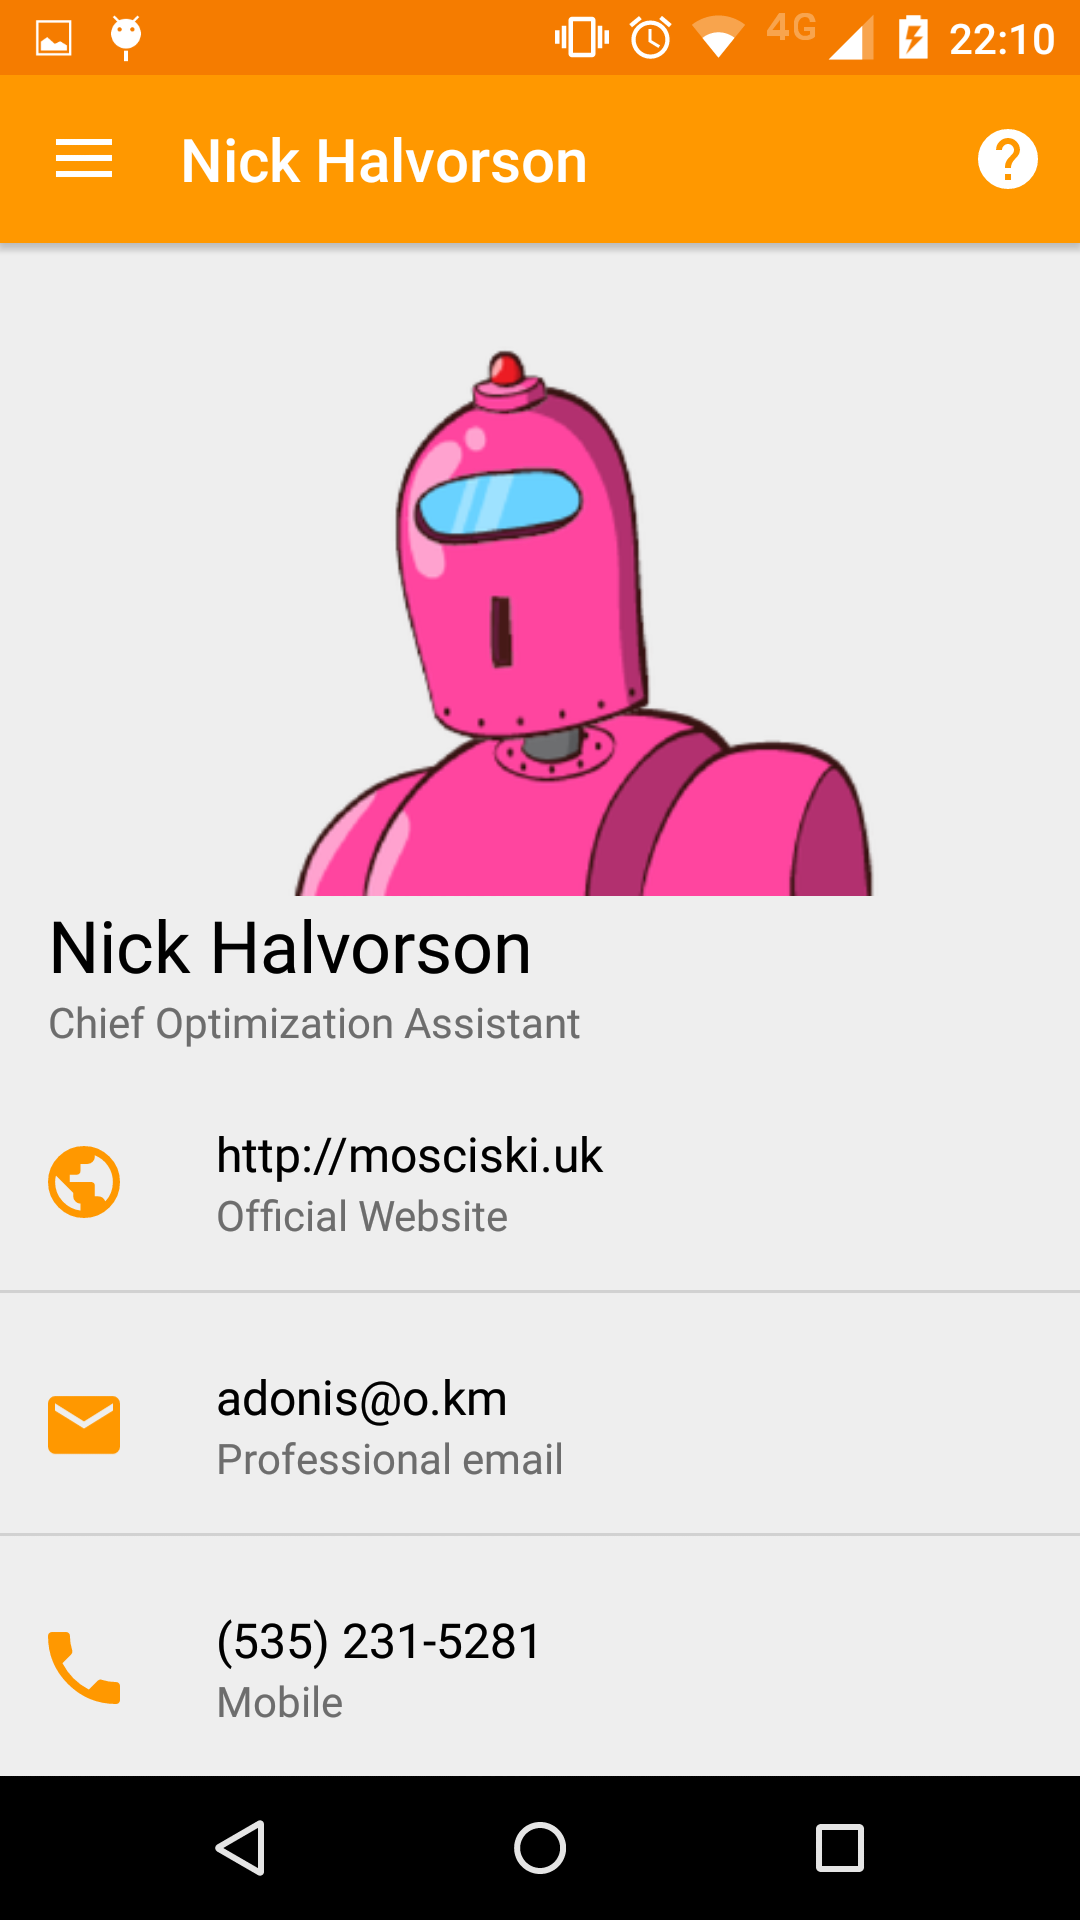 4G 22:10
Nick Halvorson
Nick Halvorson
Chief Optimization Assistant
http://mosciski.uk
Official Website
adonis@o.km
Professional email
(535) 231-5281
Mobile